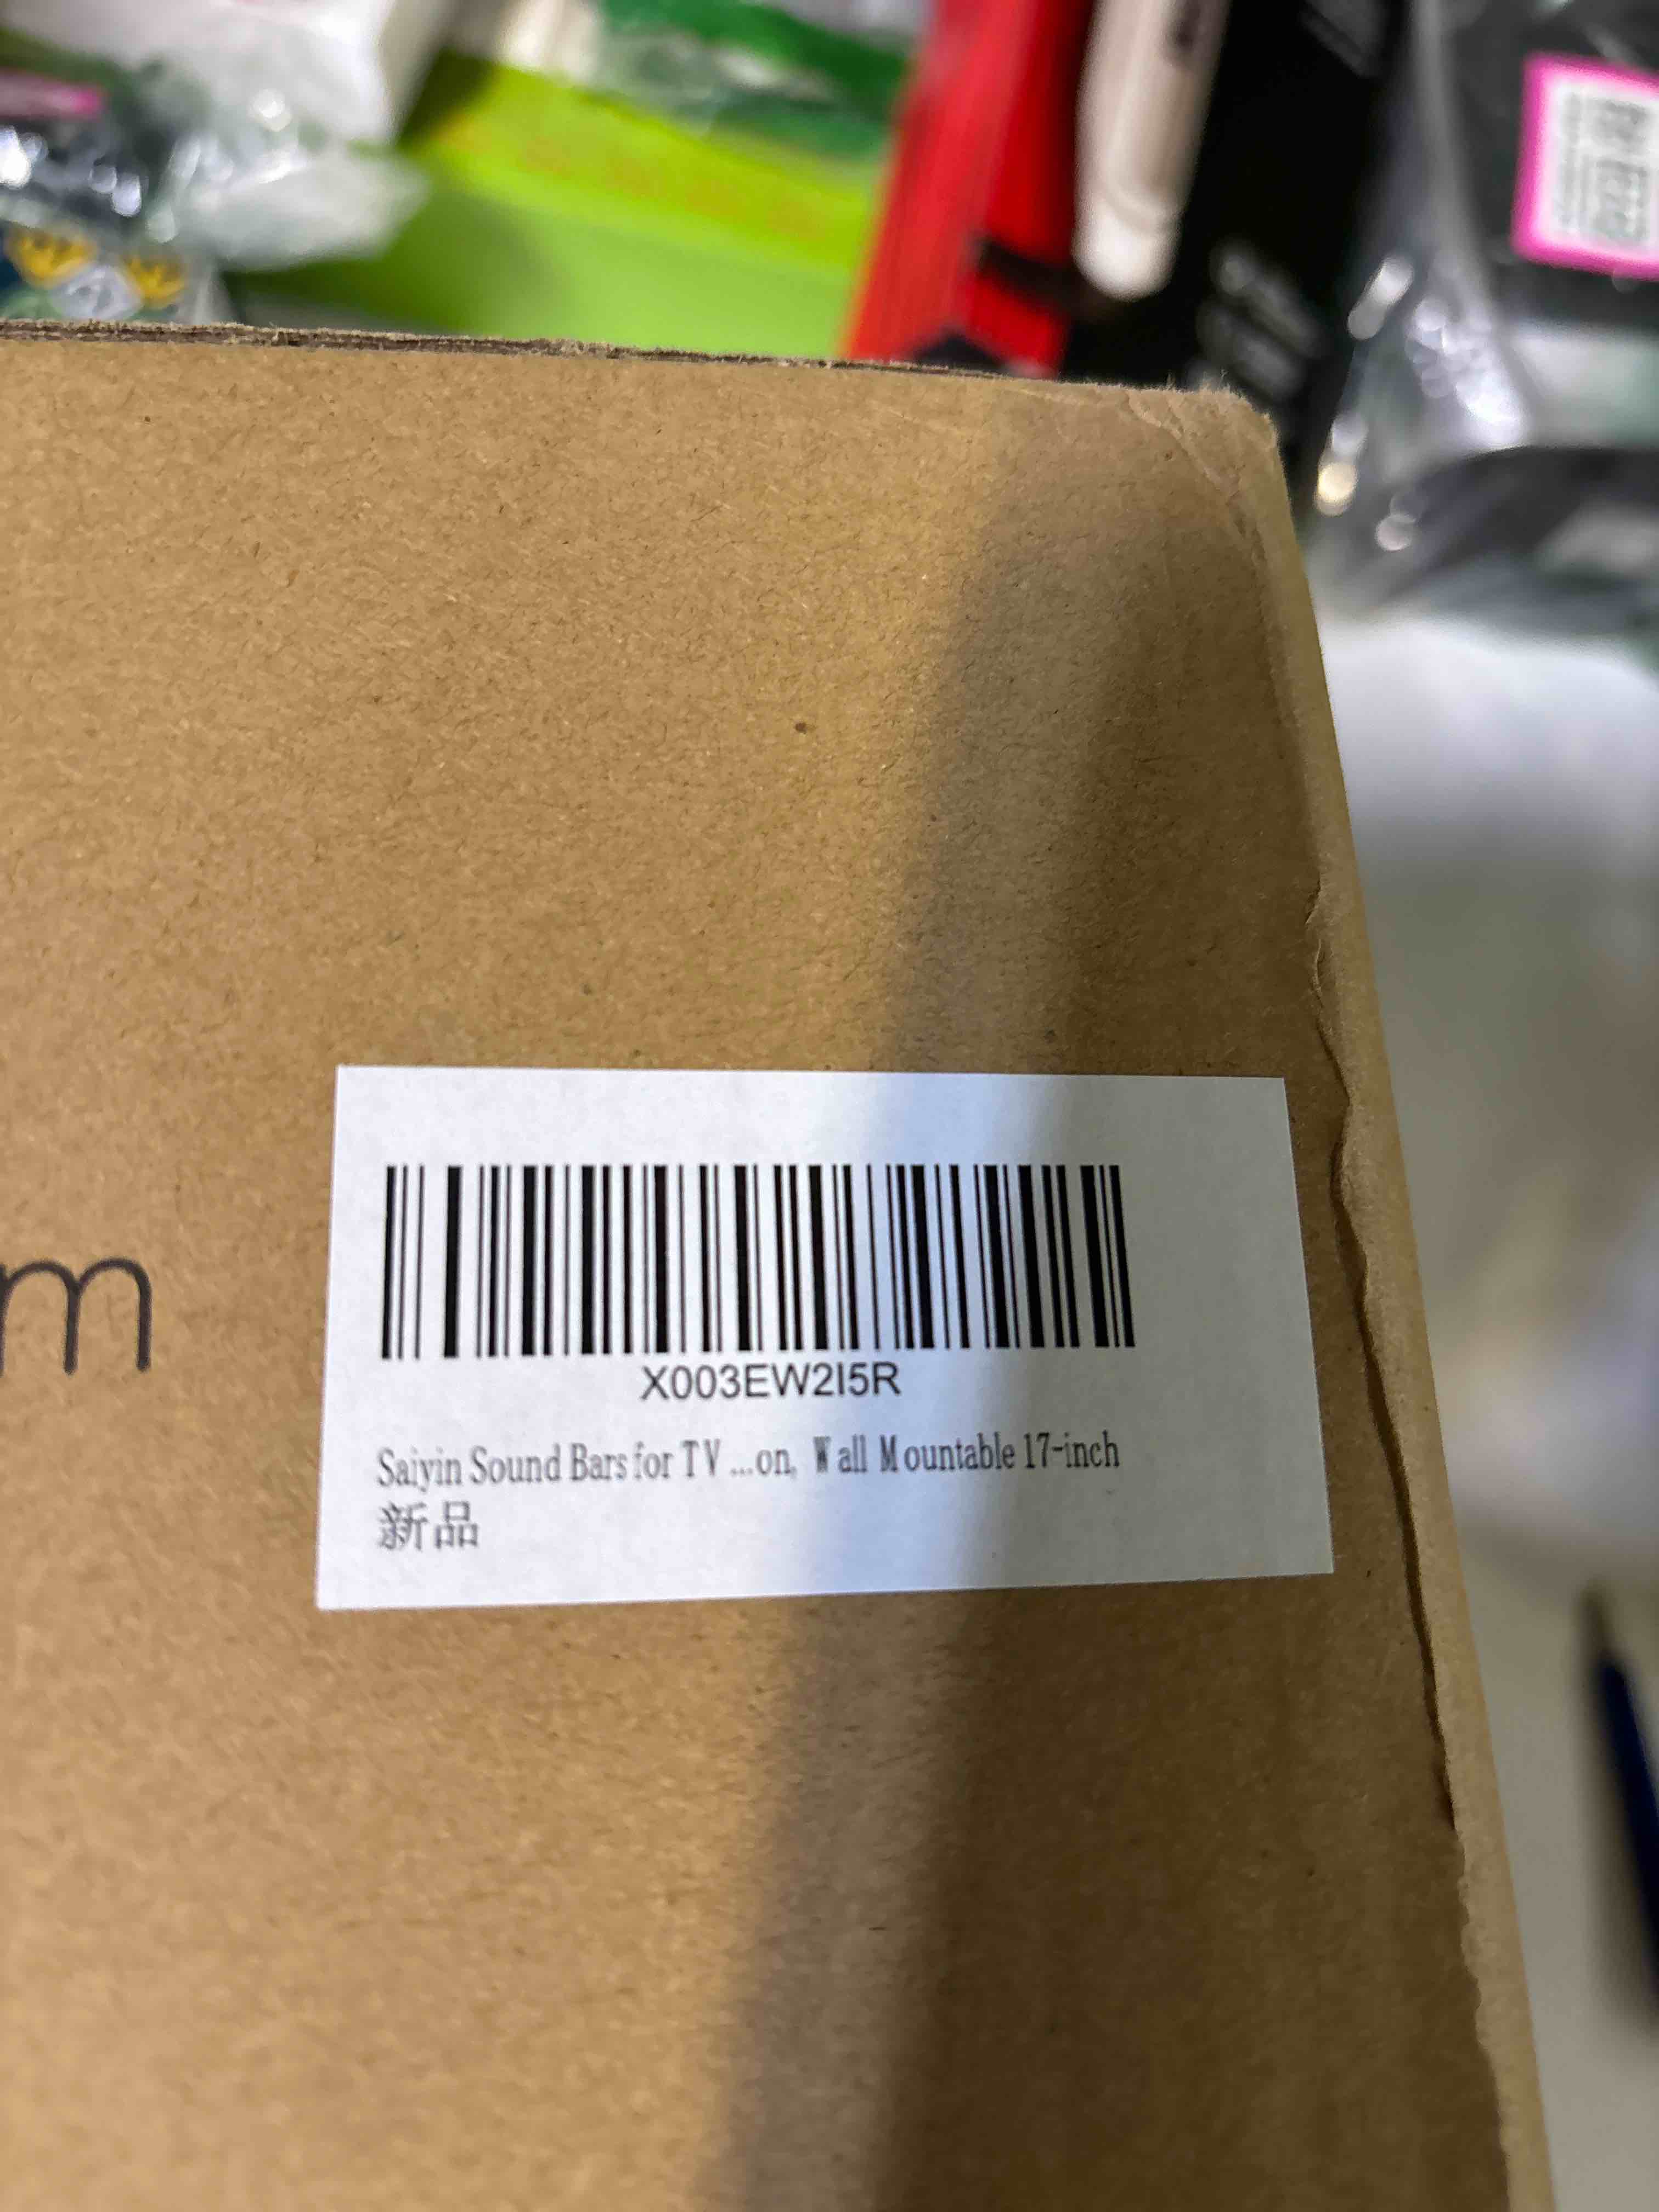 m
X003EW2I5R
Saiyin Sound Bars for TV ...on, Wall Mountable 17-inch
新品